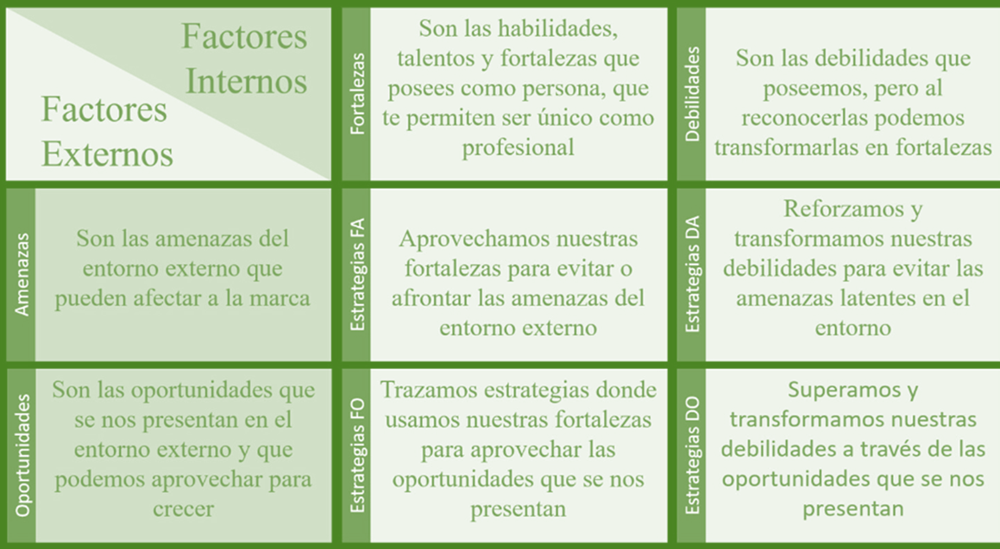 Factores
Internos
Factores
Externos
Fortalezas
Son las habilidades,
talentos y fortalezas que
posees como persona, que
te permiten ser único como
profesional
Debilidades
Son las debilidades que
poseemos, pero al
reconocerlas podemos
transformarlas en fortalezas
Amenazas
Son las amenazas del
entorno externo que
pueden afectar a la marca
Estrategias FA
Aprovechamos nuestras
fortalezas para evitar o
afrontar las amenazas del
entorno externo
Estrategias DA
Reforzamos y
transformamos nuestras
debilidades para evitar las
amenazas latentes en el
entorno
Oportunidades
Son las oportunidades que
se nos presentan en el
entorno externo y que
podemos aprovechar para
crecer
Estrategias FO
Trazamos estrategias donde
usamos nuestras fortalezas
para aprovechar las
oportunidades que se nos
presentan
Estrategias DO
Superamos y
transformamos nuestras
debilidades a través de las
oportunidades que se nos
presentan